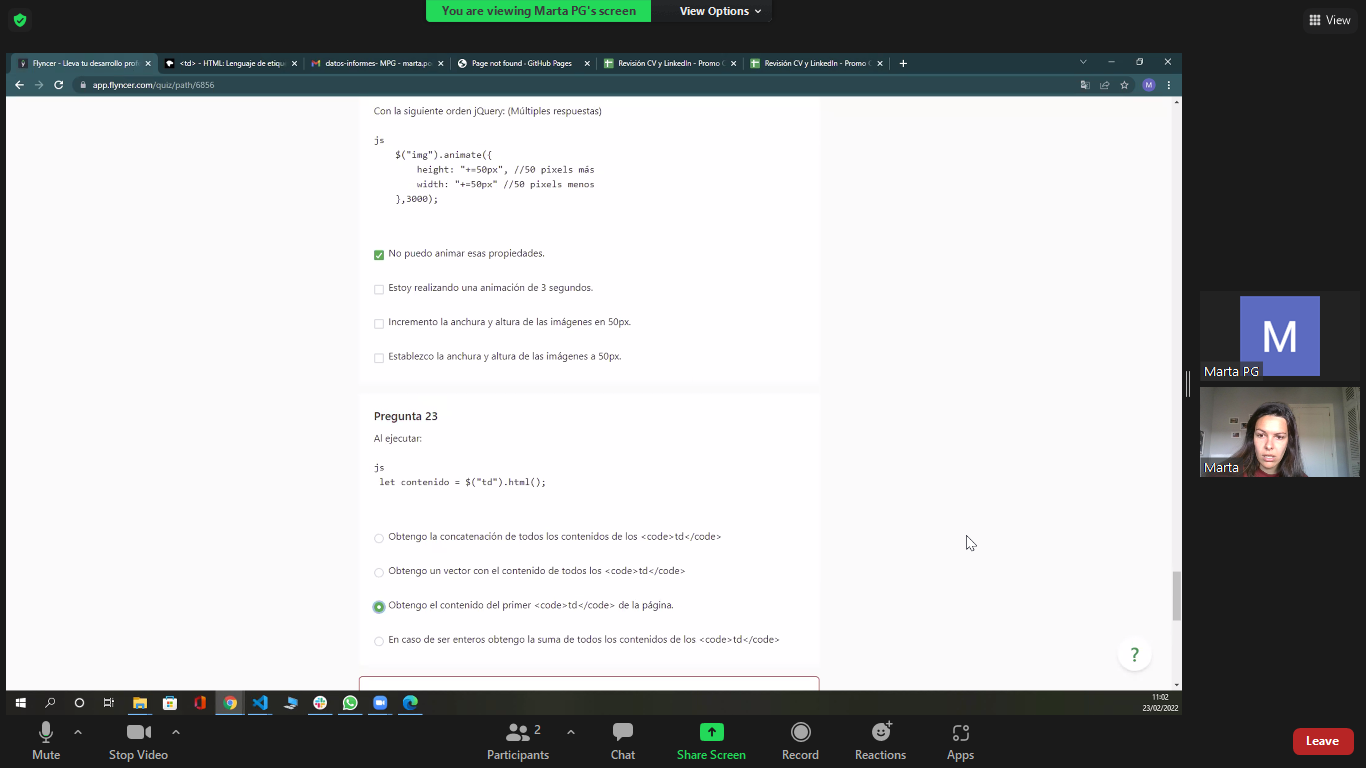 You are viewing Marta PG's screen
View Options
View
Flyncer - Lleva tu desarrollo prof
<td> - HTML: Lenguaje de etiqu
datos-informes- MPG - marta.po
Page not found · GitHub Pages
Revisión CV y LinkedIn - Promo
Revisión CV y LinkedIn - Promo
app.flyncer.com/quiz/path/6856
M
Con la siguiente orden jQuery: (Múltiples respuestas)
js
$("img").animate({
height: "+=50px", //50 pixels más
width: "+=50px" //50 pixels menos
},3000);
No puedo animar esas propiedades.
Estoy realizando una animación de 3 segundos.
Incremento la anchura y altura de las imágenes en 50px.
Establezco la anchura y altura de las imágenes a 50px.
Pregunta 23
Al ejecutar:
js
let contenido = $("td").html();
Obtengo la concatenación de todos los contenidos de los <code>td</code>
Obtengo un vector con el contenido de todos los <code>td</code>
Obtengo el contenido del primer <code>td</code> de la página.
En caso de ser enteros obtengo la suma de todos los contenidos de los <code>td</code>
?
M
Marta PG
Marta
11:02
23/02/2022
Mute
Stop Video
Participants
2
Chat
Share Screen
Record
Reactions
Apps
Leave